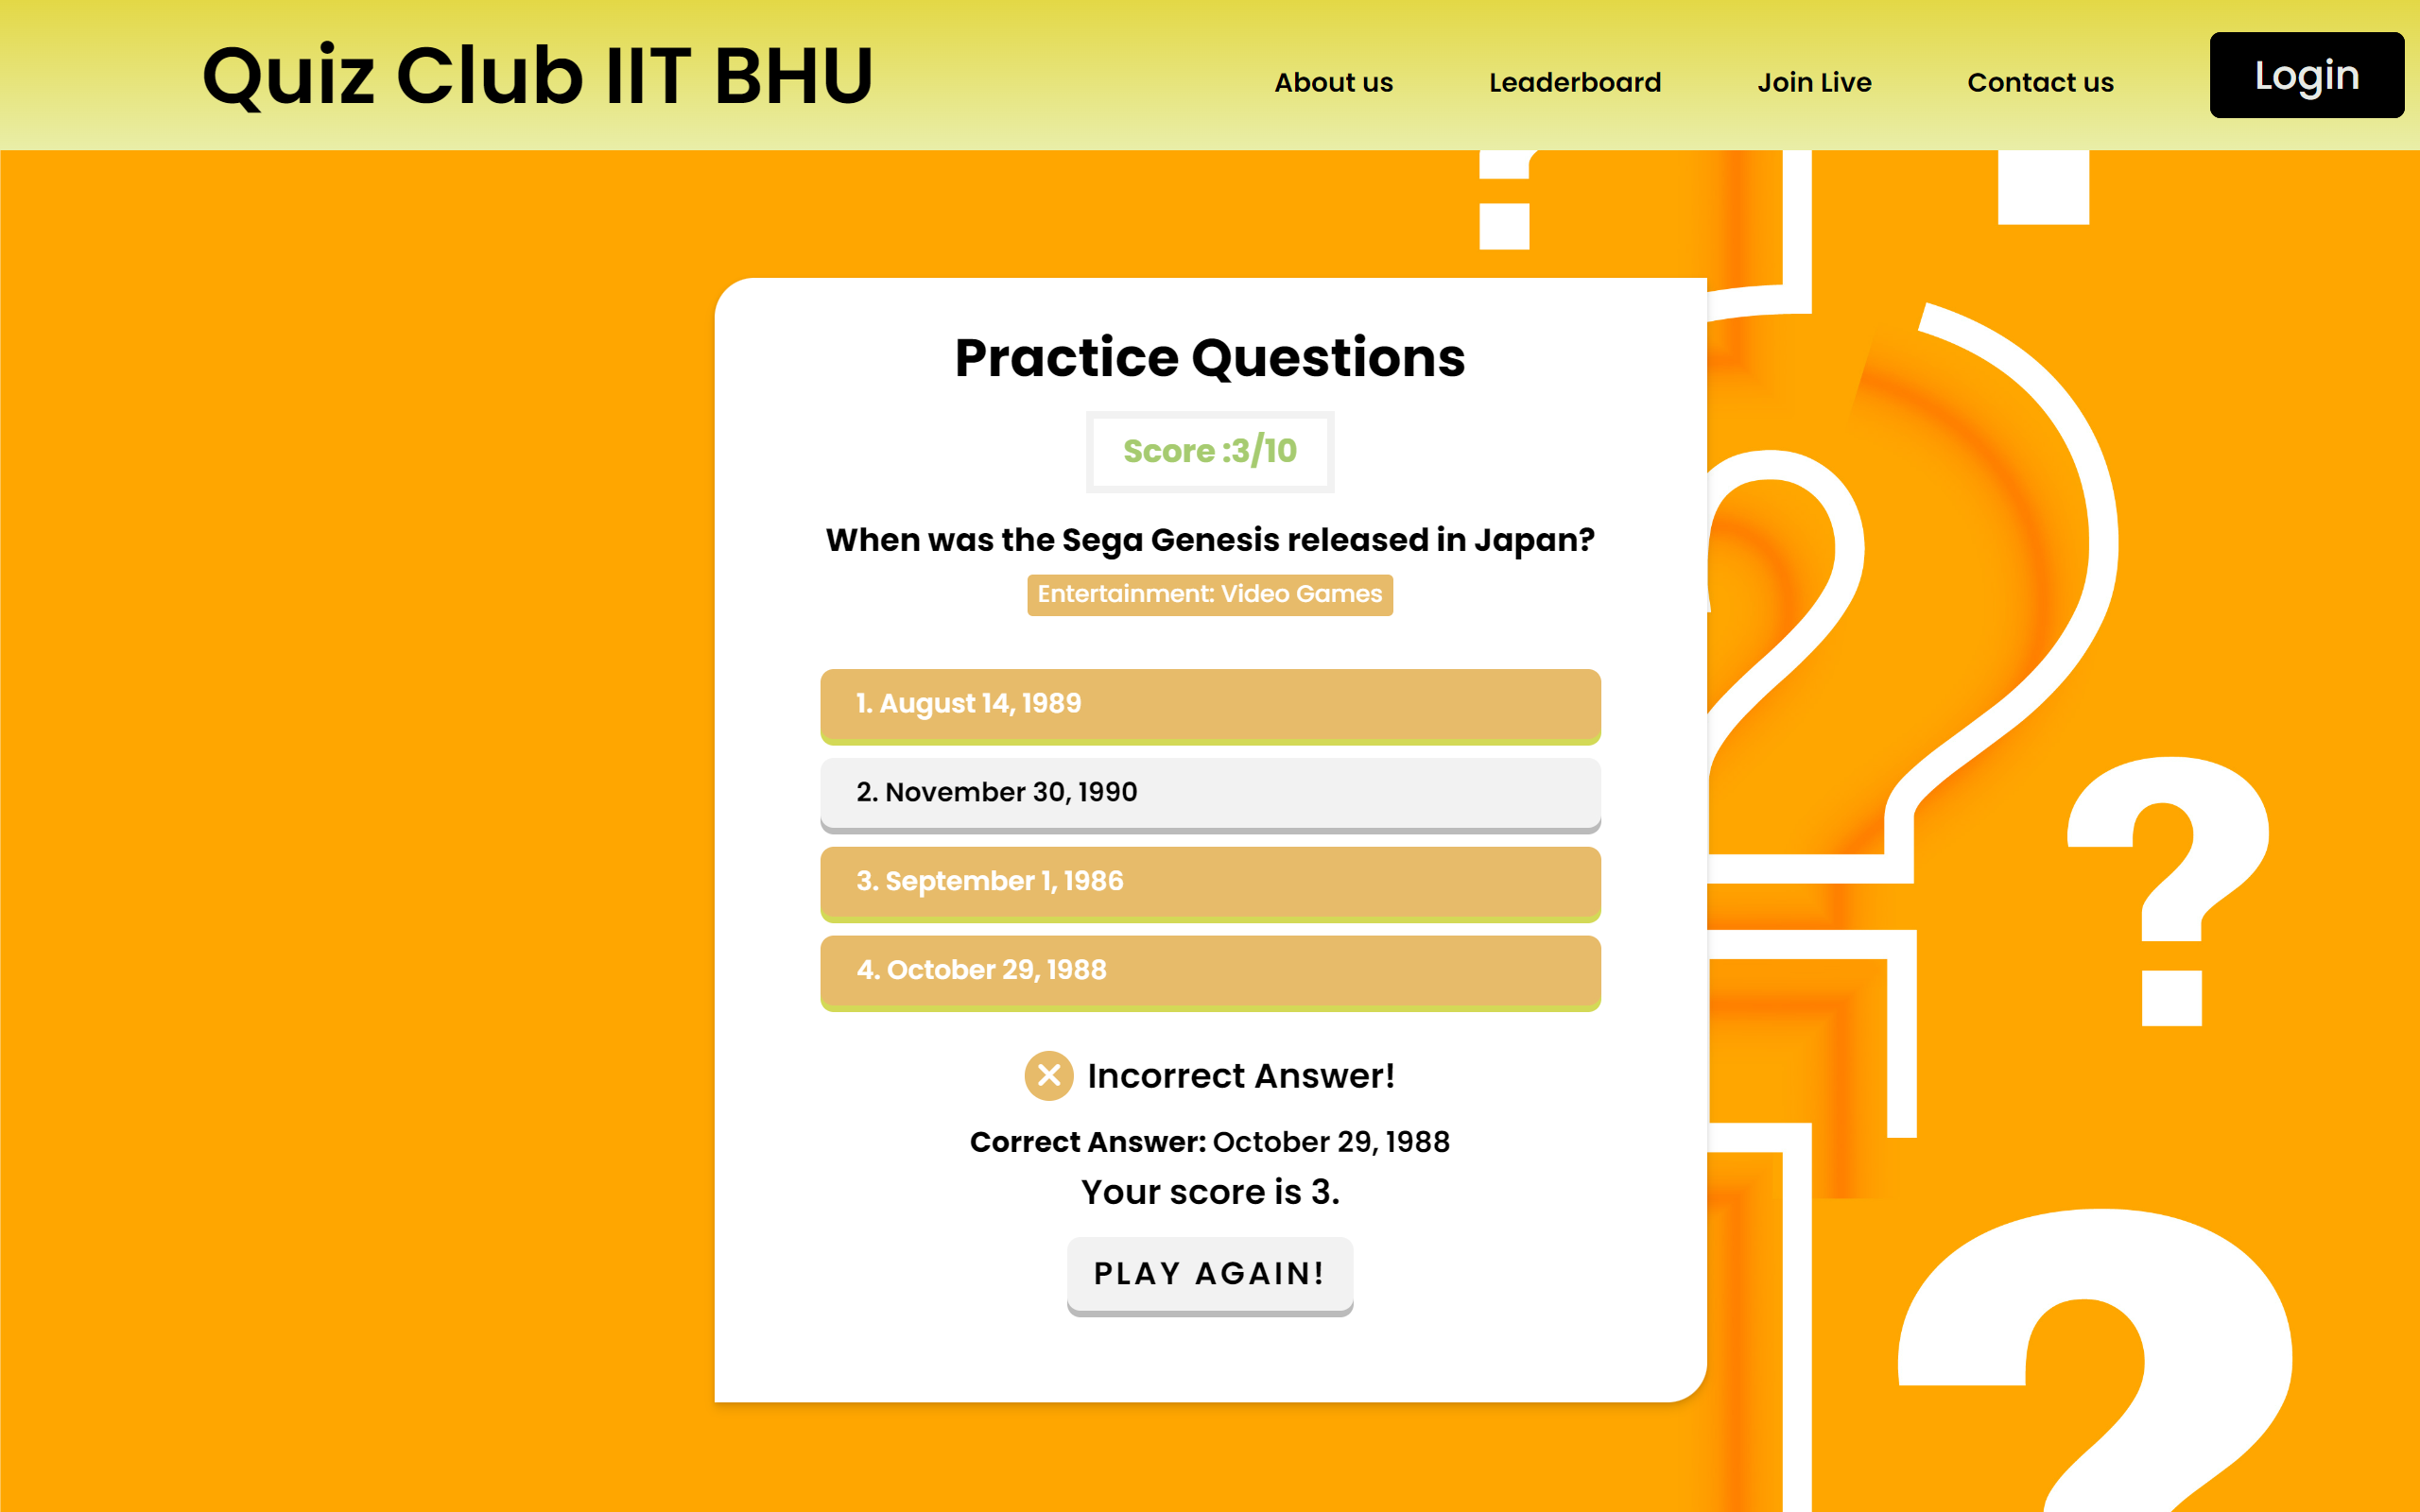 Quiz Club IIT BHU
About us
Leaderboard
Join Live
Contact us
Login
Practice Questions
Score :3/10
When was the Sega Genesis released in Japan?
Entertainment: Video Games
1. August 14, 1989
2. November 30, 1990
3. September 1, 1986
4. October 29, 1988
Incorrect Answer!
Correct Answer: October 29, 1988
Your score is 3.
PLAY AGAIN!